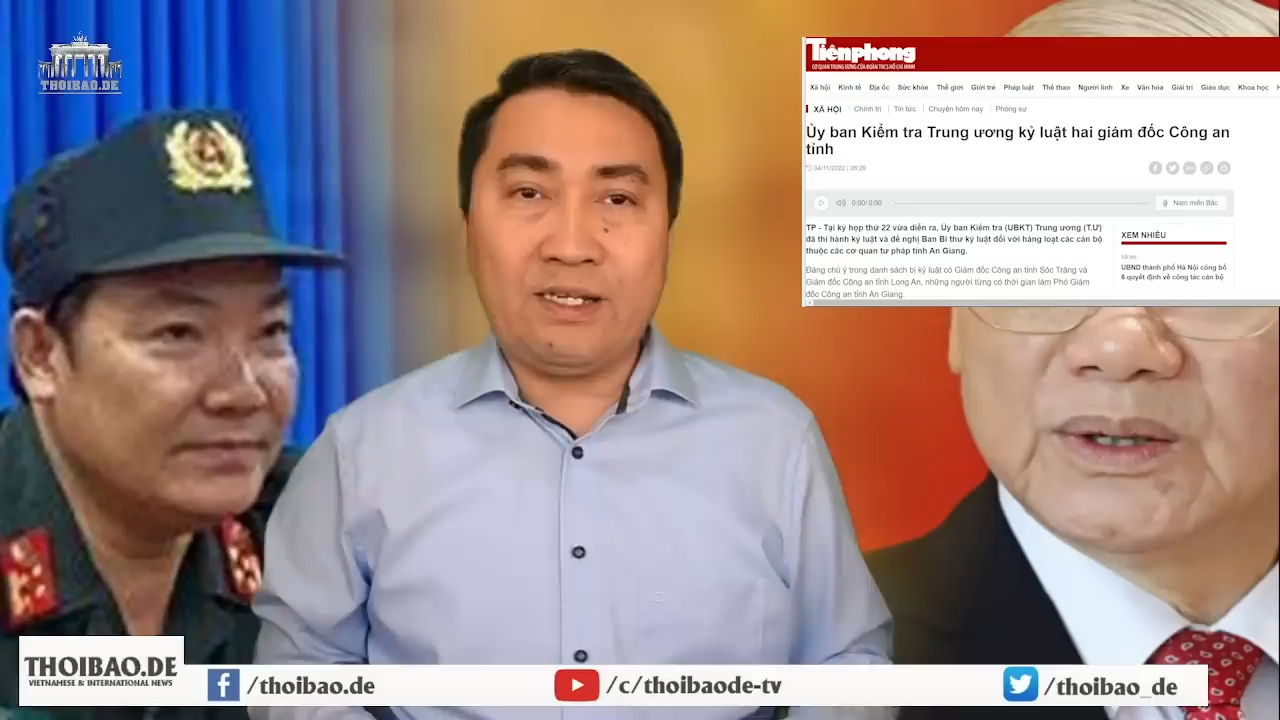 THOIBAO.DE
Tiênphong
CƠ QUAN TRUNG ƯƠNG CỦA ĐOÀN TNCS HỒ CHÍ MINH
Xã hội Kinh tế Địa ốc Sức khỏe Thế giới Giới trẻ Pháp luật Thể thao Người lính Xe Văn hóa Giải trí Giáo dục Khoa học
XÃ HỘI Chính trị Tin tức Chuyện hôm nay Phóng sự
Ủy ban Kiểm tra Trung ương kỷ luật hai giám đốc Công an
tỉnh
04/11/2022 | 06:29
0:00/ 0:00 Nam miền Bắc
TP - Tại kỳ họp thứ 22 vừa diễn ra, Ủy ban Kiểm tra (UBKT) Trung ương (T.Ư)
đã thi hành kỷ luật và đề nghị Ban Bí thư kỷ luật đối với hàng loạt các cán bộ
thuộc các cơ quan tư pháp tỉnh An Giang.
Đáng chú ý trong danh sách bị kỷ luật có Giám đốc Công an tỉnh Sóc Trăng và
Giám đốc Công an tỉnh Long An, những người từng có thời gian làm Phó Giám
đốc Công an tỉnh An Giang.
XEM NHIỀU
Xã hội
UBND thành phố Hà Nội công bố
6 quyết định về công tác cán bộ
THOIBAO.DE
VIETNAMESE & INTERNATIONAL NEWS
/thoibao.de
/c/thoibaode-tv
/thoibao_de